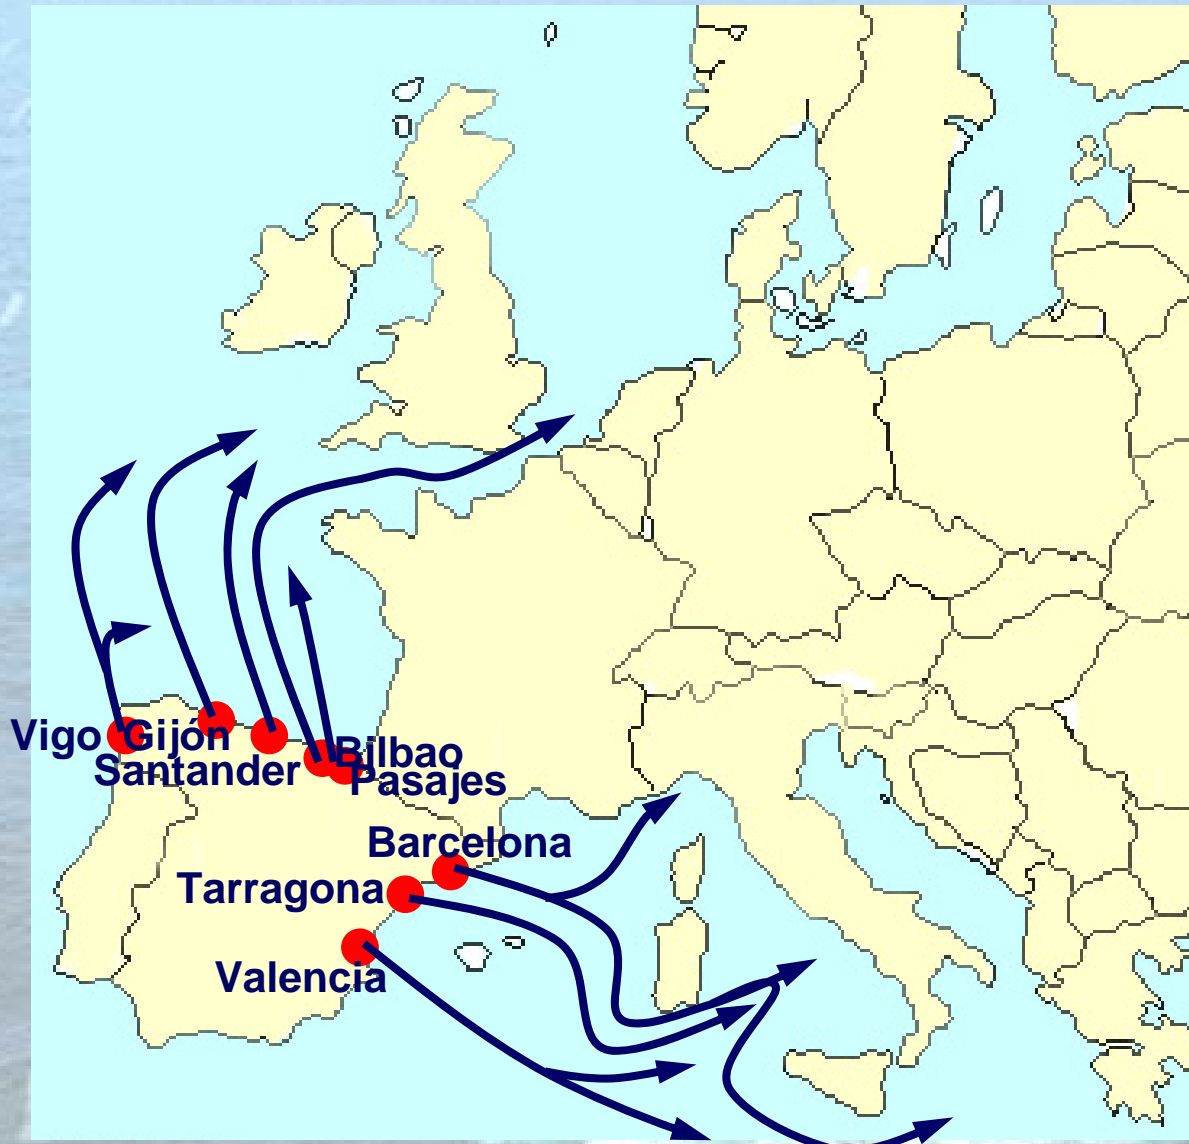 Vigo Gijón
Bilbao
Santander
Pasajes
Barcelona
Tarragona
Valencia